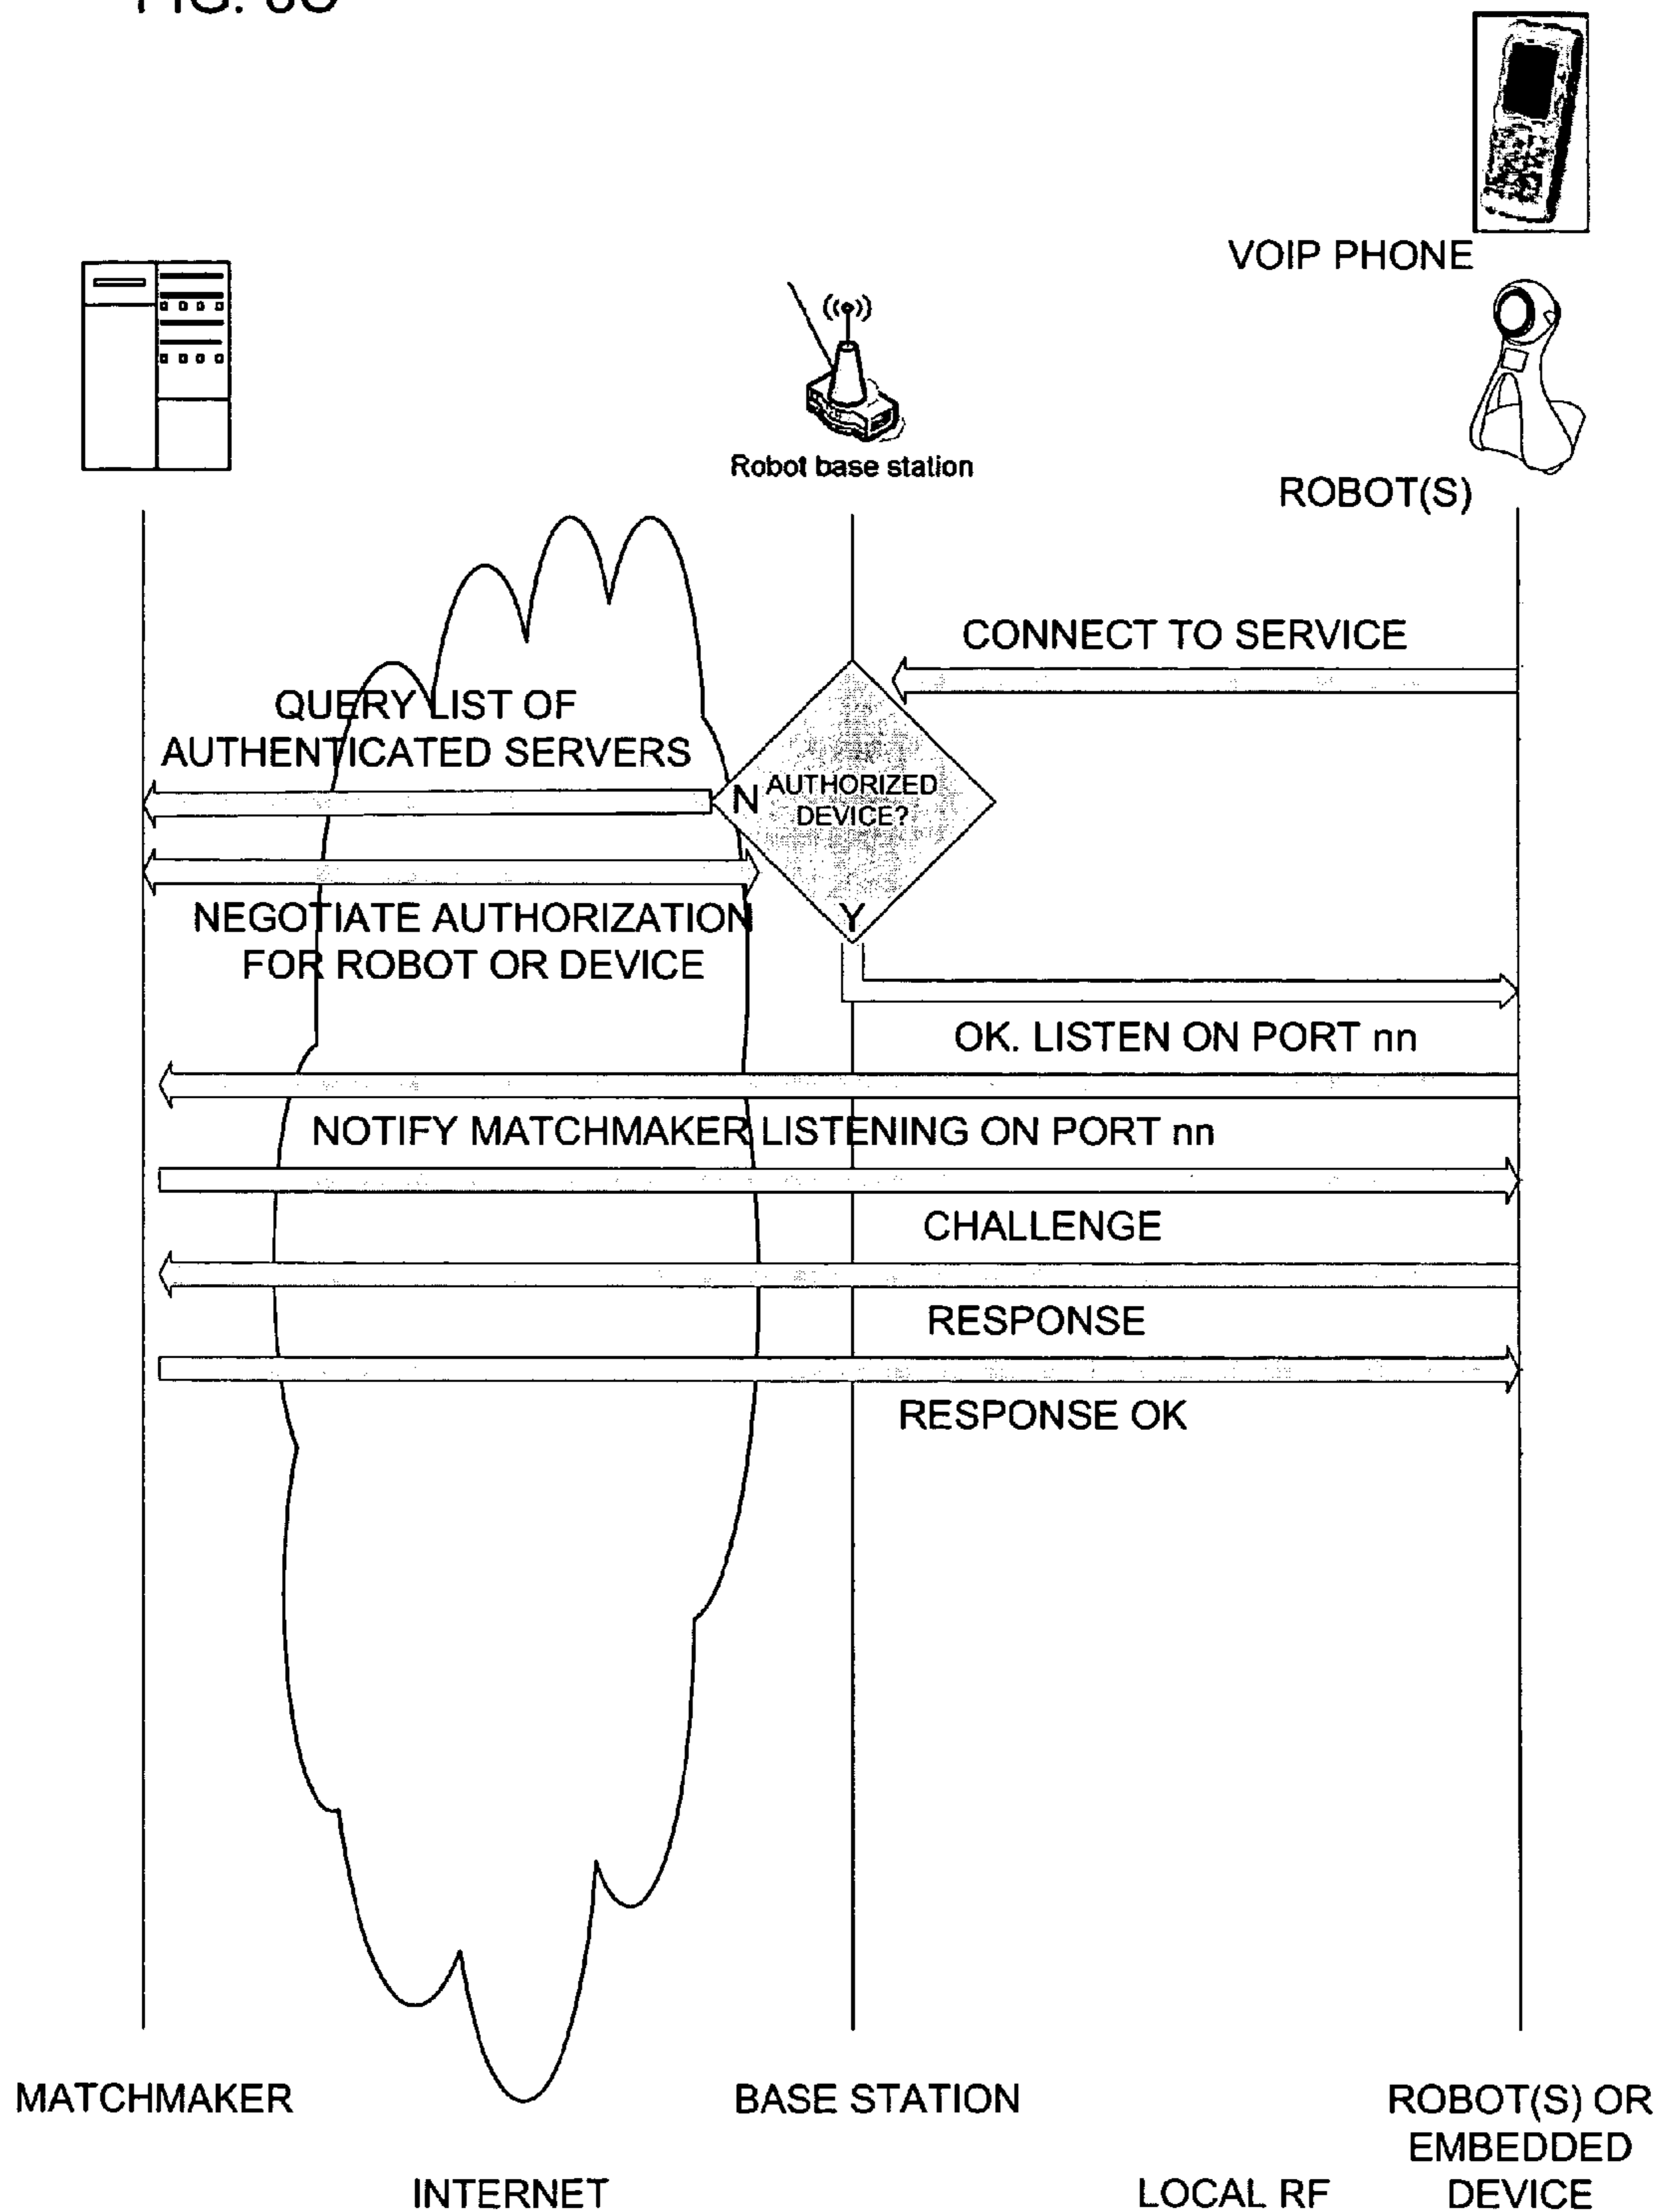 VOIP PHONE
Robot base station
ROBOT(S)
CONNECT TO SERVICE
QUERY LIST OF
AUTHENTICATED SERVERS
N
AUTHORIZED
DEVICE?
NEGOTIATE AUTHORIZATION
FOR ROBOT OR DEVICE
Y
OK. LISTEN ON PORT nn
NOTIFY MATCHMAKER LISTENING ON PORT nn
CHALLENGE
RESPONSE
RESPONSE OK
MATCHMAKER
BASE STATION
ROBOT(S) OR
EMBEDDED
DEVICE
INTERNET
LOCAL RF